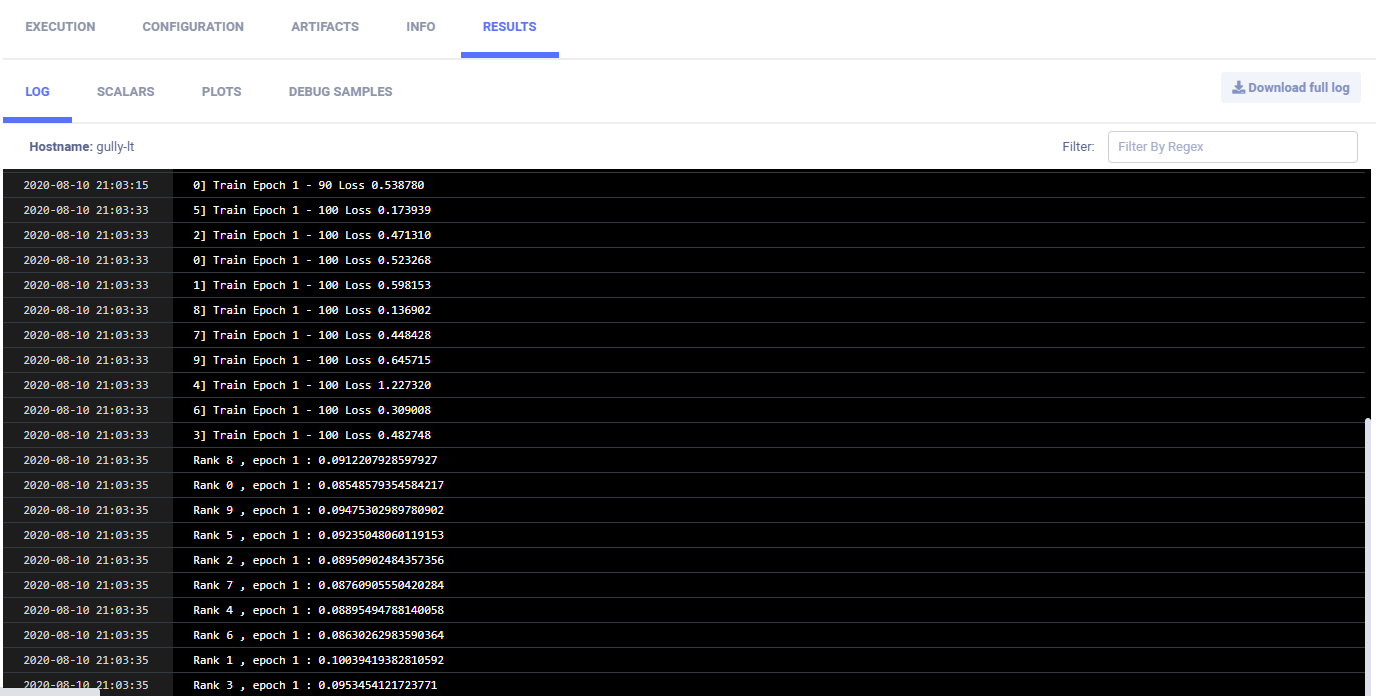 EXECUTION CONFIGURATION ARTIFACTS INFO RESULTS
LOG SCALARS PLOTS DEBUG SAMPLES Download full log
Hostname: gully-lt Filter: Filter By Regex
2020-08-10 21:03:15 0] Train Epoch 1 - 90 Loss 0.538780
2020-08-10 21:03:33 5] Train Epoch 1 - 100 Loss 0.173939
2020-08-10 21:03:33 2] Train Epoch 1 - 100 Loss 0.471310
2020-08-10 21:03:33 0] Train Epoch 1 - 100 Loss 0.523268
2020-08-10 21:03:33 1] Train Epoch 1 - 100 Loss 0.598153
2020-08-10 21:03:33 8] Train Epoch 1 - 100 Loss 0.136902
2020-08-10 21:03:33 7] Train Epoch 1 - 100 Loss 0.448428
2020-08-10 21:03:33 9] Train Epoch 1 - 100 Loss 0.645715
2020-08-10 21:03:33 4] Train Epoch 1 - 100 Loss 1.227320
2020-08-10 21:03:33 6] Train Epoch 1 - 100 Loss 0.309008
2020-08-10 21:03:33 3] Train Epoch 1 - 100 Loss 0.482748
2020-08-10 21:03:35 Rank 8 , epoch 1 : 0.0912207928597927
2020-08-10 21:03:35 Rank 0 , epoch 1 : 0.08548579354584217
2020-08-10 21:03:35 Rank 9 , epoch 1 : 0.09475302989780902
2020-08-10 21:03:35 Rank 5 , epoch 1 : 0.09235048060119153
2020-08-10 21:03:35 Rank 2 , epoch 1 : 0.08950902484357356
2020-08-10 21:03:35 Rank 7 , epoch 1 : 0.08760905550420284
2020-08-10 21:03:35 Rank 4 , epoch 1 : 0.08895494788140058
2020-08-10 21:03:35 Rank 6 , epoch 1 : 0.08630262983590364
2020-08-10 21:03:35 Rank 1 , epoch 1 : 0.10039419382810592
2020-08-10 21:03:35 Rank 3 , epoch 1 : 0.0953454121723771